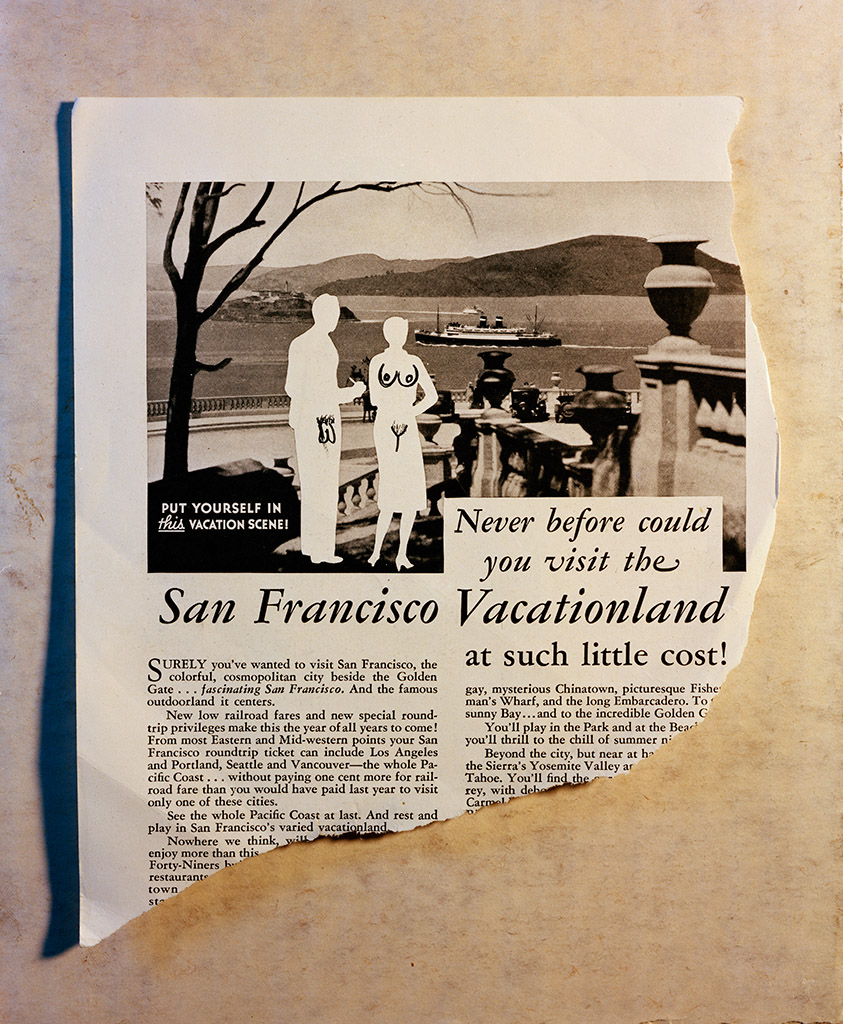 PUT YOURSELF IN
this VACATION SCENE!
Never before could
you visit the
San Francisco Vacationland
at such little cost!
SURELY you've wanted to visit San Francisco, the
colorful, cosmopolitan city beside the Golden
Gate . . . fascinating San Francisco. And the famous
outdoorland it centers.
New low railroad fares and new special round-
trip privileges make this the year of all years to come!
From most Eastern and Mid-western points your San
Francisco roundtrip ticket can include Los Angeles
and Portland, Seattle and Vancouver—the whole Pa-
cific Coast . . . without paying one cent more for rail-
road fare than you would have paid last year to visit
only one of these cities.
See the whole Pacific Coast at last. And rest and
play in San Francisco's varied vacationland.
Nowhere we think, will
enjoy more than this
Forty-Niners
restaurants
town
gay, mysterious Chinatown, picturesque Fisher
man's Wharf, and the long Embarcadero. To
sunny Bay...and to the incredible Golden
You'll play in the Park and at the Beach
you'll thrill to the chill of summer
Beyond the city, but near at
the Sierra's Yosemite Valley
Tahoe. You'll find the
rey, with
Carmel